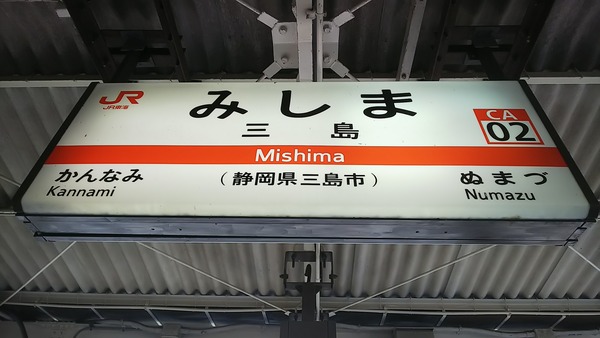 JR
JR東海
みしま
三島
CA
02
Mishima
かんなみ
Kannami
(静岡県三島市)
ぬまづ
Numazu